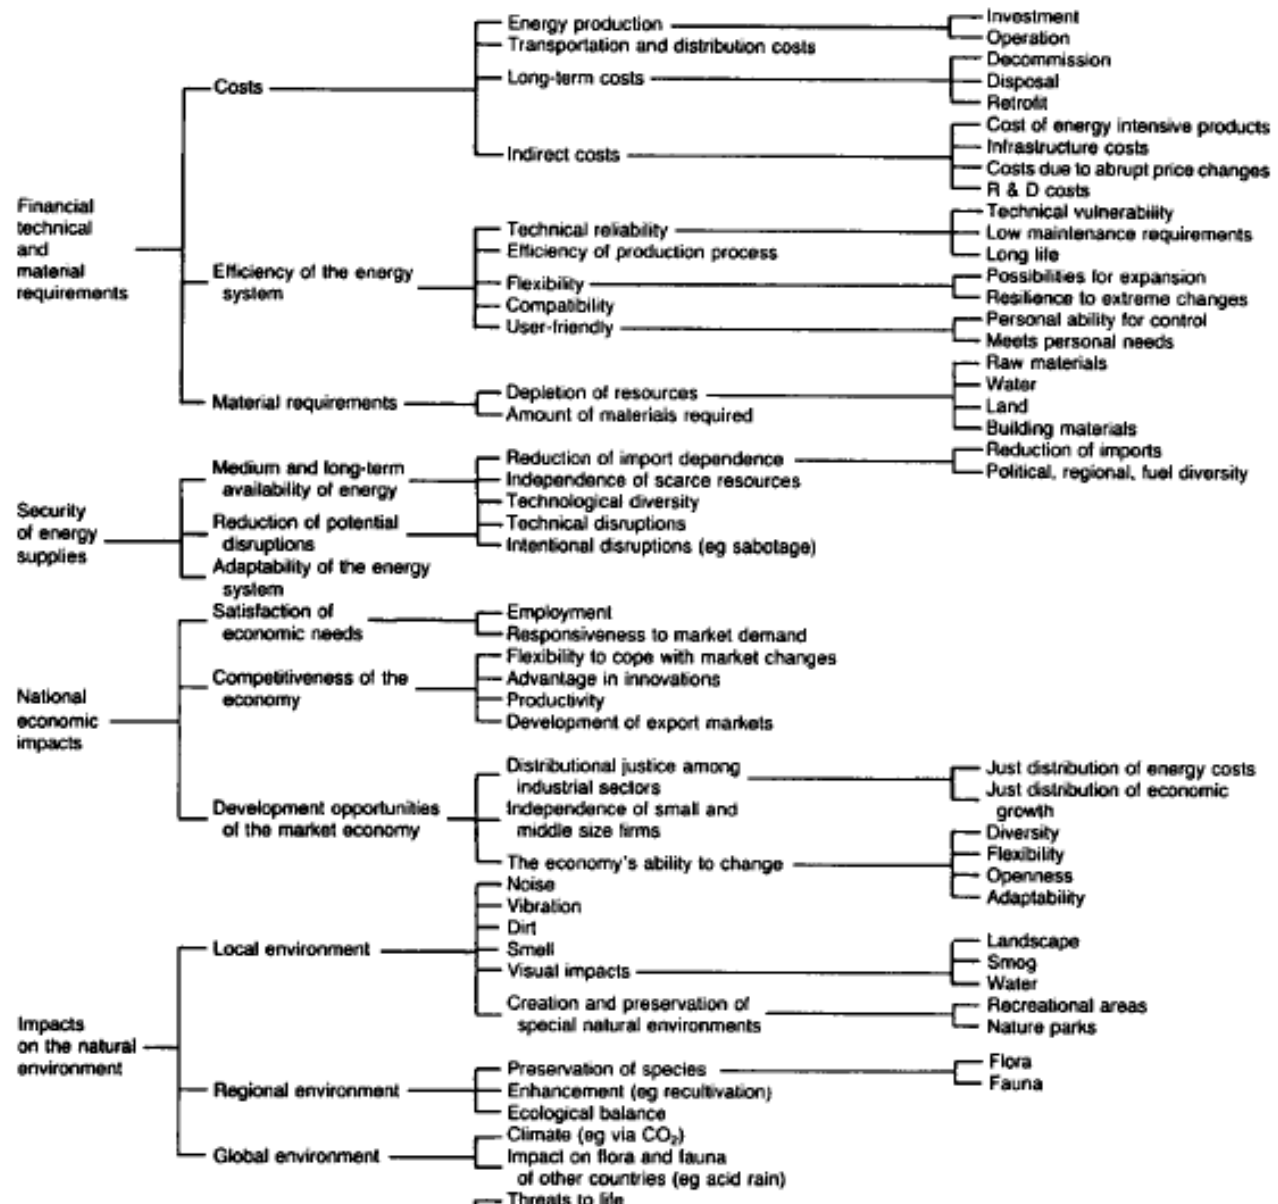 Financial
technical
and
material
requirements
Costs
Energy production
Investment
Operation
Transportation and distribution costs
Long-term costs
Decommission
Disposal
Retrofit
Indirect costs
Cost of energy intensive products
Infrastructure costs
Costs due to abrupt price changes
R & D costs
Efficiency of the energy
system
Technical reliability
Technical vulnerability
Low maintenance requirements
Long life
Efficiency of production process
Flexibility
Possibilities for expansion
Resilience to extreme changes
Compatibility
User-friendly
Personal ability for control
Meets personal needs
Material requirements
Depletion of resources
Raw materials
Water
Land
Building materials
Amount of materials required
Security
of energy
supplies
Medium and long-term
availability of energy
Reduction of import dependence
Reduction of imports
Political, regional, fuel diversity
Independence of scarce resources
Technological diversity
Reduction of potential
disruptions
Technical disruptions
Intentional disruptions (eg sabotage)
Adaptability of the energy
system
National
economic
impacts
Satisfaction of
economic needs
Employment
Responsiveness to market demand
Competitiveness of the
economy
Flexibility to cope with market changes
Advantage in innovations
Productivity
Development of export markets
Development opportunities
of the market economy
Distributional justice among
industrial sectors
Just distribution of energy costs
Just distribution of economic
growth
Independence of small and
middle size firms
The economy's ability to change
Diversity
Flexibility
Openness
Adaptability
Impacts
on the natural
environment
Local environment
Noise
Vibration
Dirt
Smell
Visual impacts
Landscape
Smog
Water
Creation and preservation of
special natural environments
Recreational areas
Nature parks
Regional environment
Preservation of species
Flora
Fauna
Enhancement (eg recultivation)
Ecological balance
Global environment
Climate (eg via CO₂)
Impact on flora and fauna
of other countries (eg acid rain)
Threats to life